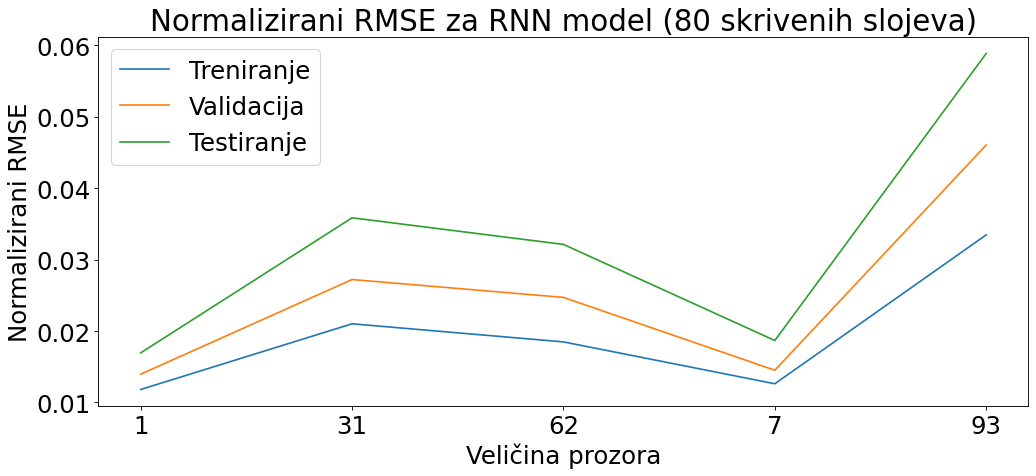 Normalizirani RMSE za RNN model (80 skrivenih slojeva)
Normalizirani RMSE
0.06
0.05
0.04
0.03
0.02
0.01
Treniranje
Validacija
Testiranje
1 31 62 7 93
Veličina prozora